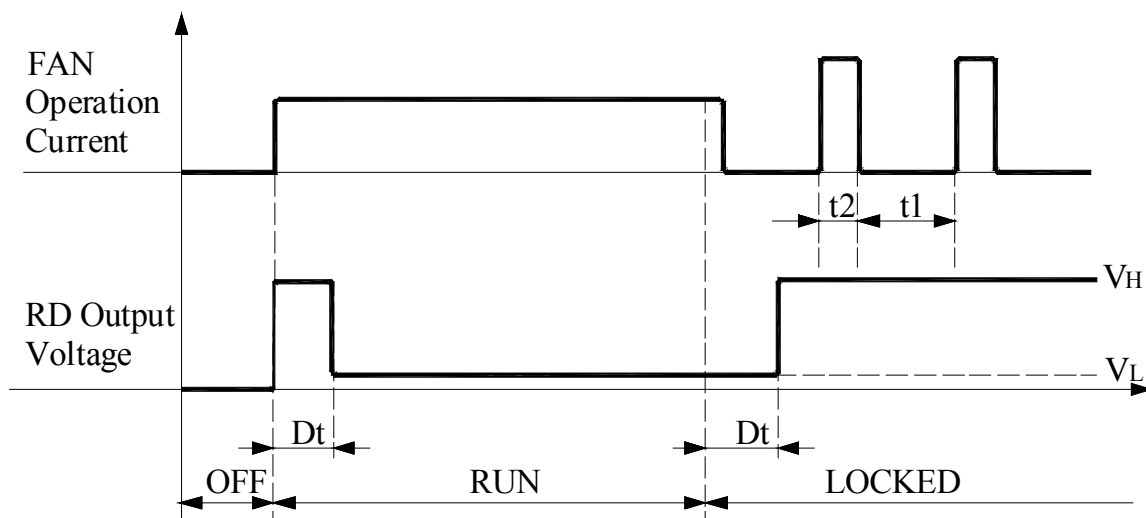 FAN
Operation
Current
t2
t1
VH
RD Output
Voltage
VL
Dt
Dt
OFF
RUN
LOCKED